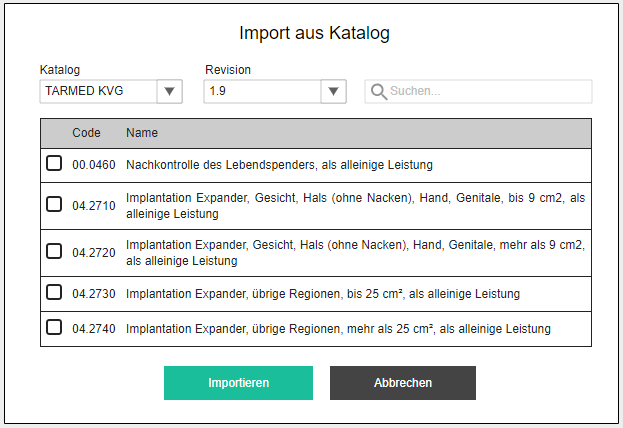 Import aus Katalog
Katalog Revision
TARMED KVG 1.9 Suchen...
Code Name
00.0460 Nachkontrolle des Lebendspenders, als alleinige Leistung
04.2710 Implantation Expander, Gesicht, Hals (ohne Nacken), Hand, Genitale, bis 9 cm2, als
alleinige Leistung
04.2720 Implantation Expander, Gesicht, Hals (ohne Nacken), Hand, Genitale, mehr als 9 cm2,
als alleinige Leistung
04.2730 Implantation Expander, übrige Regionen, bis 25 cm², als alleinige Leistung
04.2740 Implantation Expander, übrige Regionen, mehr als 25 cm², als alleinige Leistung
Importieren Abbrechen